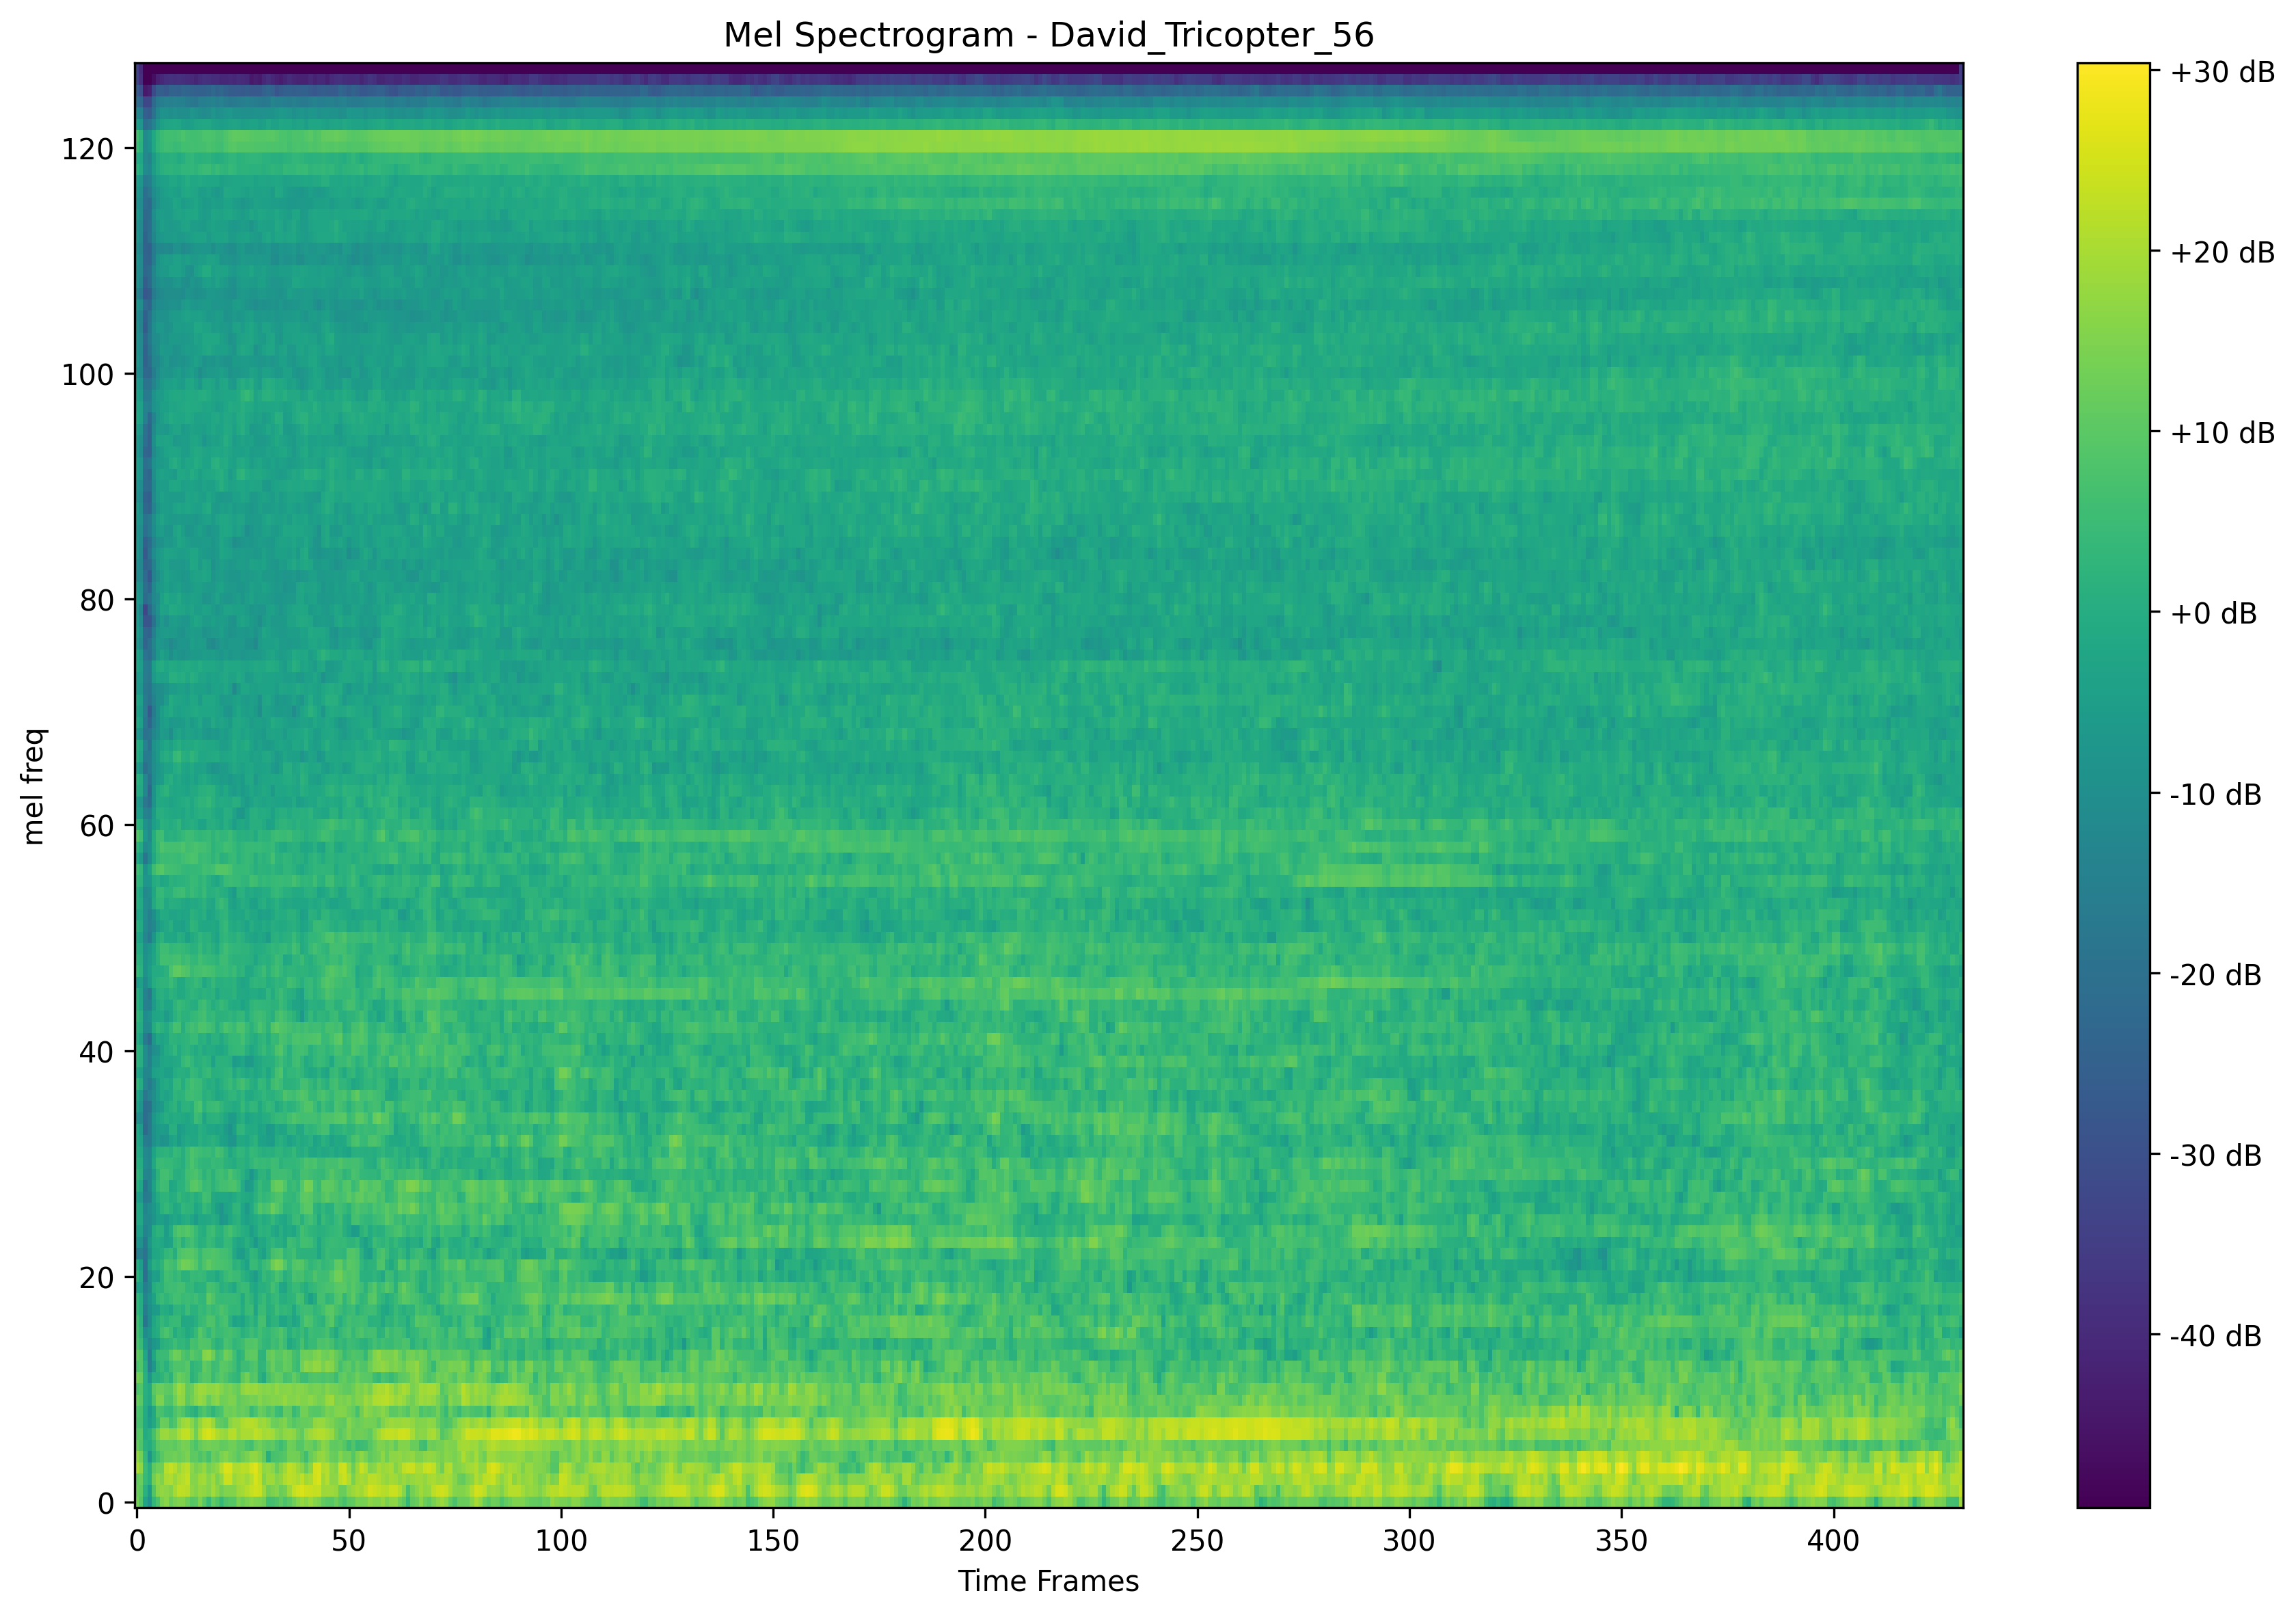 Mel Spectrogram - David_Tricopter_56
mel freq
120
100
80
60
40
20
0
0 50 100 150 200 250 300 350 400
Time Frames
+30 dB
+20 dB
+10 dB
+0 dB
-10 dB
-20 dB
-30 dB
-40 dB